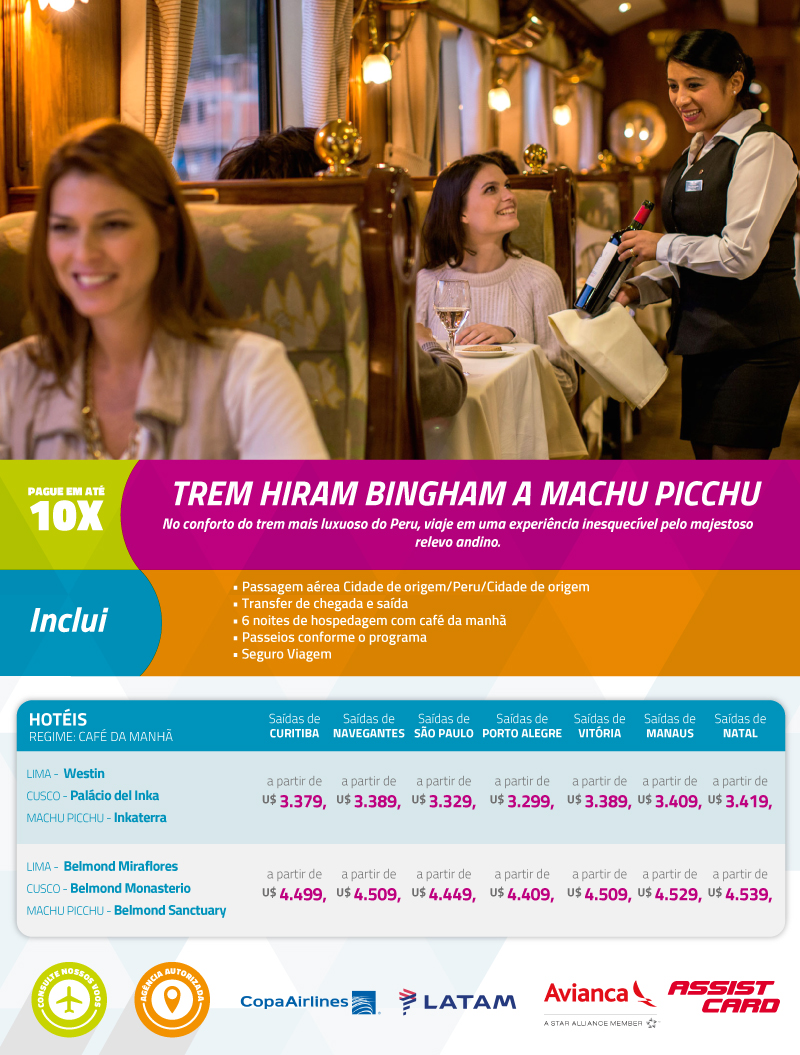 PAGUE EM ATÉ
10X
TREM HIRAM BINGHAM A MACHU PICCHU
No conforto do trem mais luxuoso do Peru, viaje em uma experiência inesquecível pelo majestoso
relevo andino.
Inclui
• Passagem aérea Cidade de origem/Peru/Cidade de origem
• Transfer de chegada e saída
• 6 noites de hospedagem com café da manhã
• Passeios conforme o programa
• Seguro Viagem
HOTÉIS
REGIME: CAFÉ DA MANHÃ
Saídas de CURITIBA
Saídas de NAVEGANTES
Saídas de SÃO PAULO
Saídas de PORTO ALEGRE
Saídas de VITÓRIA
Saídas de MANAUS
Saídas de NATAL
LIMA - Westin
CUSCO - Palácio del Inka
MACHU PICCHU - Inkaterra
a partir de a partir de a partir de a partir de a partir de a partir de a partir de
U$ 3.379, U$ 3.389, U$ 3.329, U$ 3.299, U$ 3.389, U$ 3.409, U$ 3.419,
LIMA - Belmond Miraflores
CUSCO - Belmond Monasterio
MACHU PICCHU - Belmond Sanctuary
a partir de a partir de a partir de a partir de a partir de a partir de a partir de
U$ 4.499, U$ 4.509, U$ 4.449, U$ 4.409, U$ 4.509, U$ 4.529, U$ 4.539,
CONSULTE NOSSOS VOOS
AGÊNCIA AUTORIZADA
CopaAirlines
LATAM
Avianca
A STAR ALLIANCE MEMBER
ASSIST
CARD